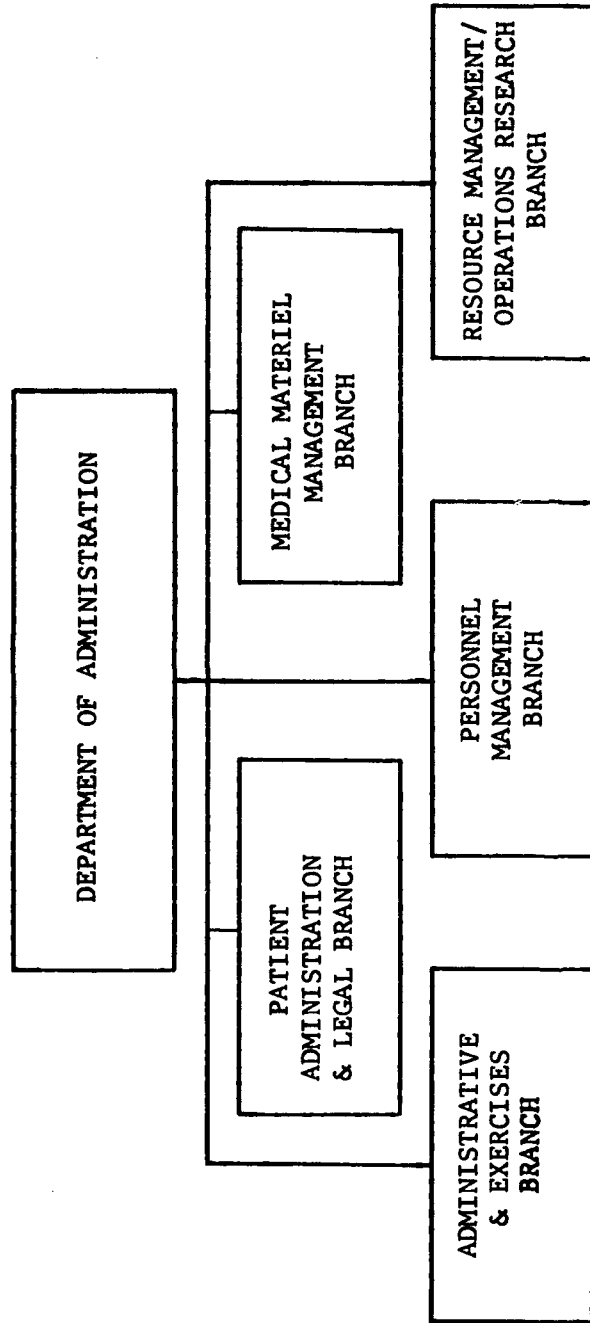 DEPARTMENT OF ADMINISTRATION
PATIENT
ADMINISTRATION
& LEGAL BRANCH
MEDICAL MATERIEL
MANAGEMENT
BRANCH
ADMINISTRATIVE
& EXERCISES
BRANCH
PERSONNEL
MANAGEMENT
BRANCH
RESOURCE MANAGEMENT/
OPERATIONS RESEARCH
BRANCH